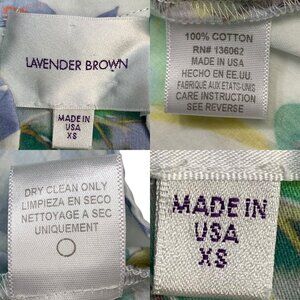 LAVENDER BROWN
MADE IN
USA
XS
100% COTTON
RN# 136062
MADE IN USA
HECHO EN EE.UU.
FABRIQUÉ AUX ETATS-UNIS
CARE INSTRUCTION
SEE REVERSE
DRY CLEAN ONLY
LIMPIEZA EN SECO
NETTOYAGE A SEC
UNIQUEMENT
MADE IN
USA
XS